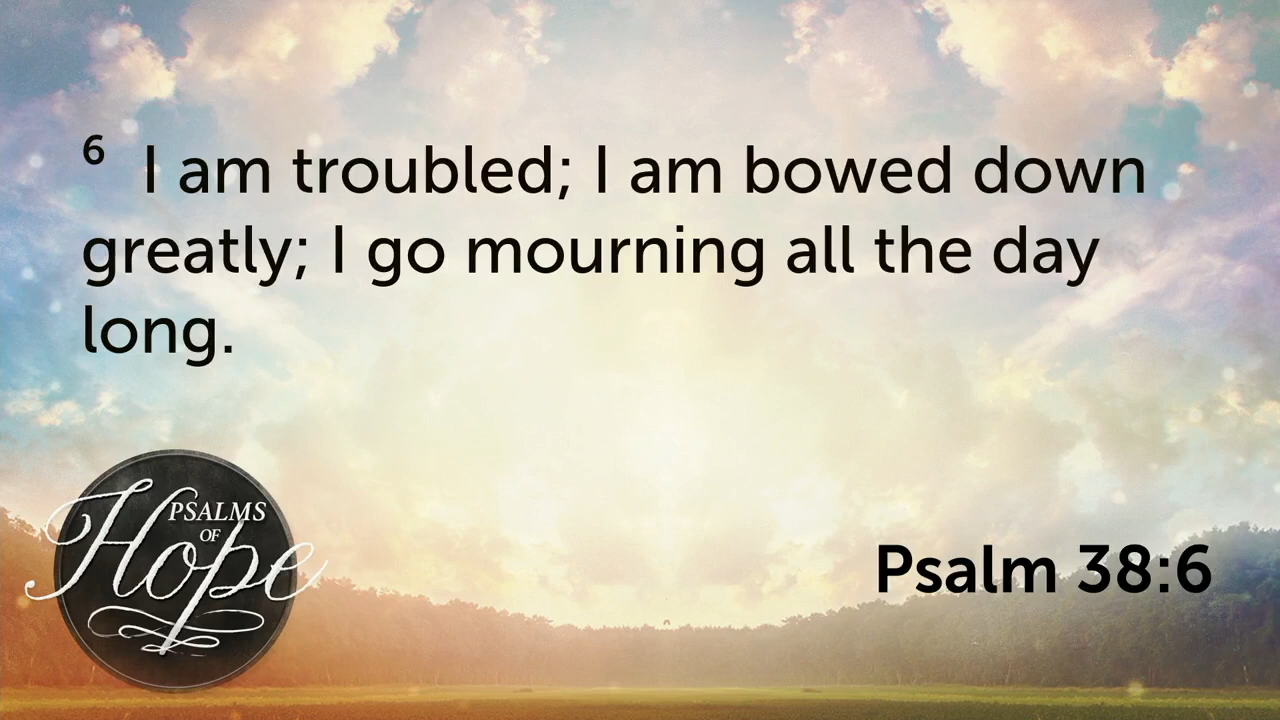 6 I am troubled; I am bowed down
greatly; I go mourning all the day
long.
PSALMS
OF
Hope
Psalm 38:6